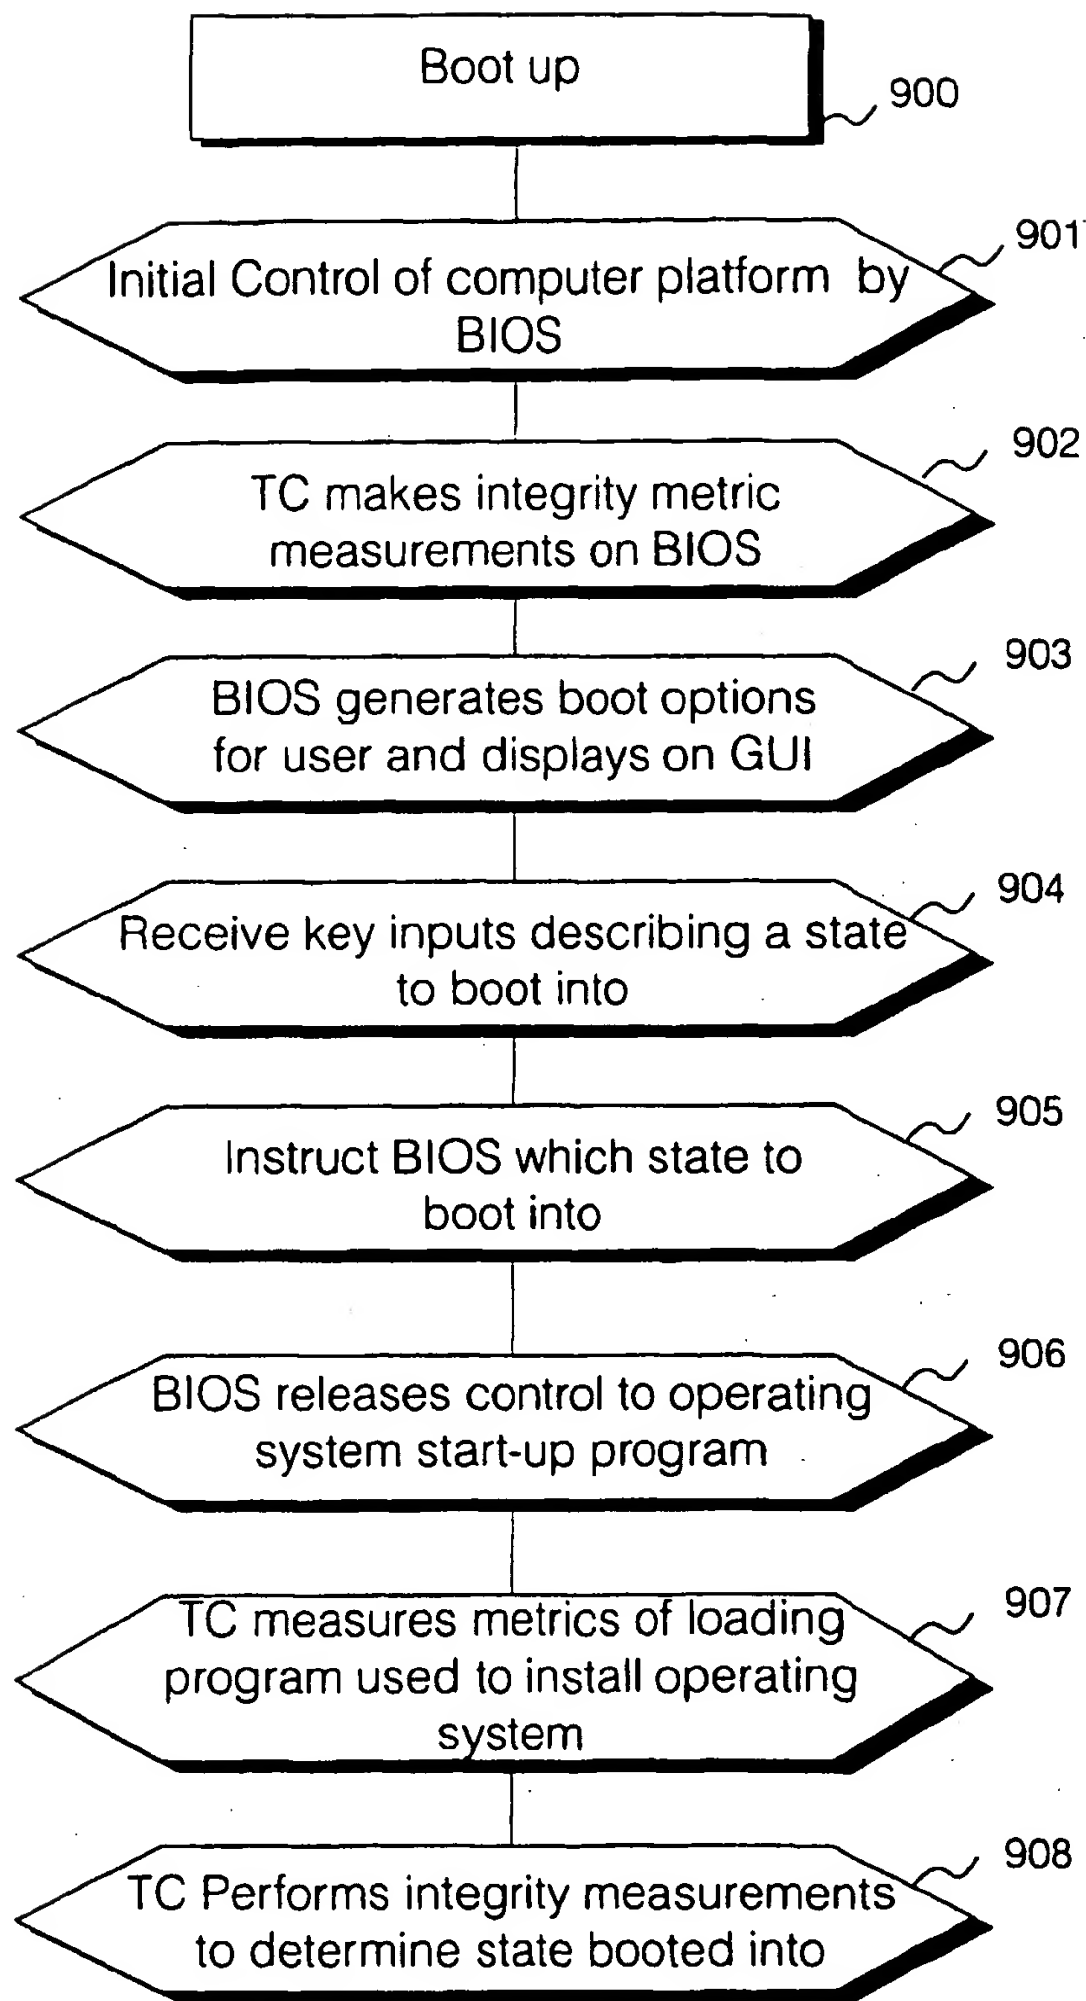 Boot up
900
901
Initial Control of computer platform by
BIOS
902
TC makes integrity metric
measurements on BIOS
903
BIOS generates boot options
for user and displays on GUI
904
Receive key inputs describing a state
to boot into
905
Instruct BIOS which state to
boot into
906
BIOS releases control to operating
system start-up program
907
TC measures metrics of loading
program used to install operating
system
908
TC Performs integrity measurements
to determine state booted into